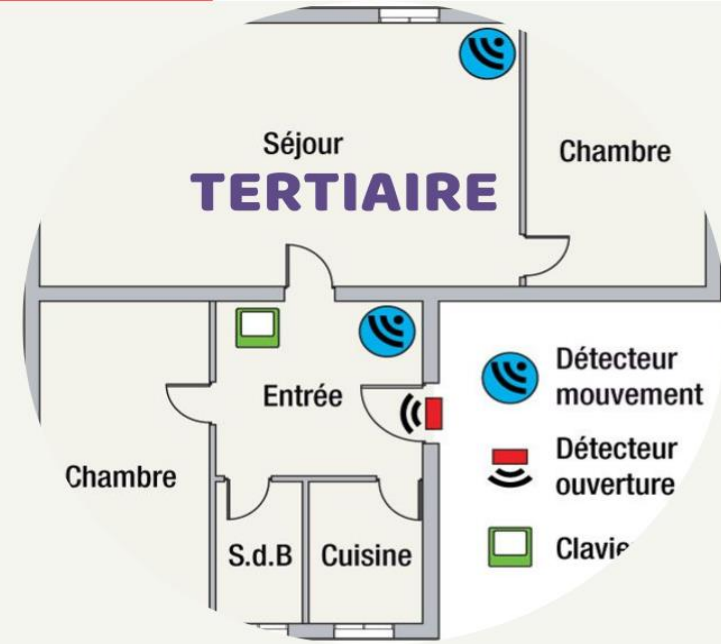 Séjour
Chambre
TERTIAIRE
Entrée
Détecteur
mouvement
Détecteur
ouverture
Chambre
S.d.B
Cuisine